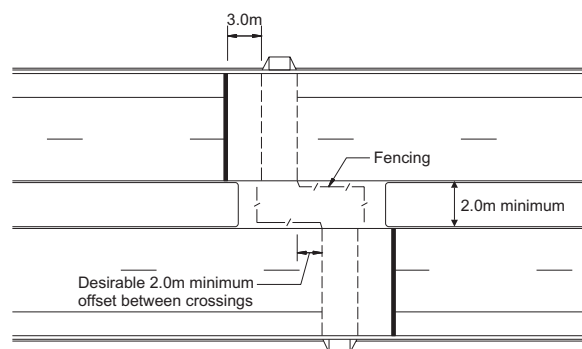 3.0m
Fencing
2.0m minimum
Desirable 2.0m minimum
offset between crossings